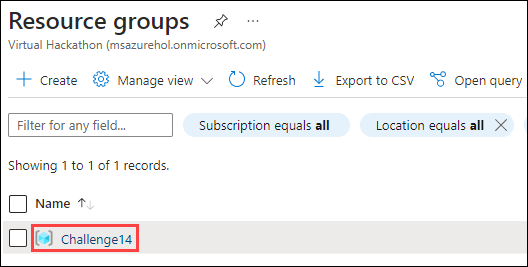 Resource groups
Virtual Hackathon (msazurehol.onmicrosoft.com)
Create Manage view Refresh Export to CSV Open query
Filter for any field... Subscription equals all Location equals all
Showing 1 to 1 of 1 records.
Name
Challenge14